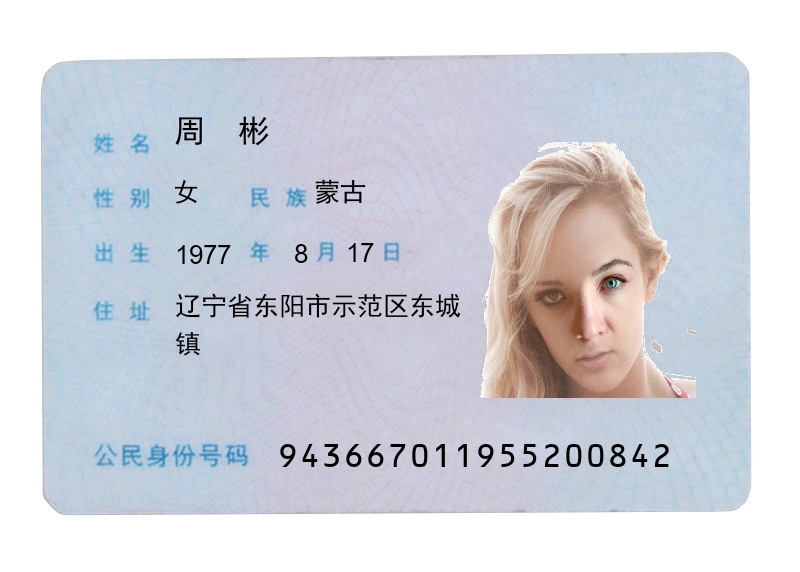 姓名 周 彬
性别 女 民族 蒙古
出生 1977 年 8 月 17 日
住址 辽宁省东阳市示范区东城
镇
公民身份号码 943667011955200842